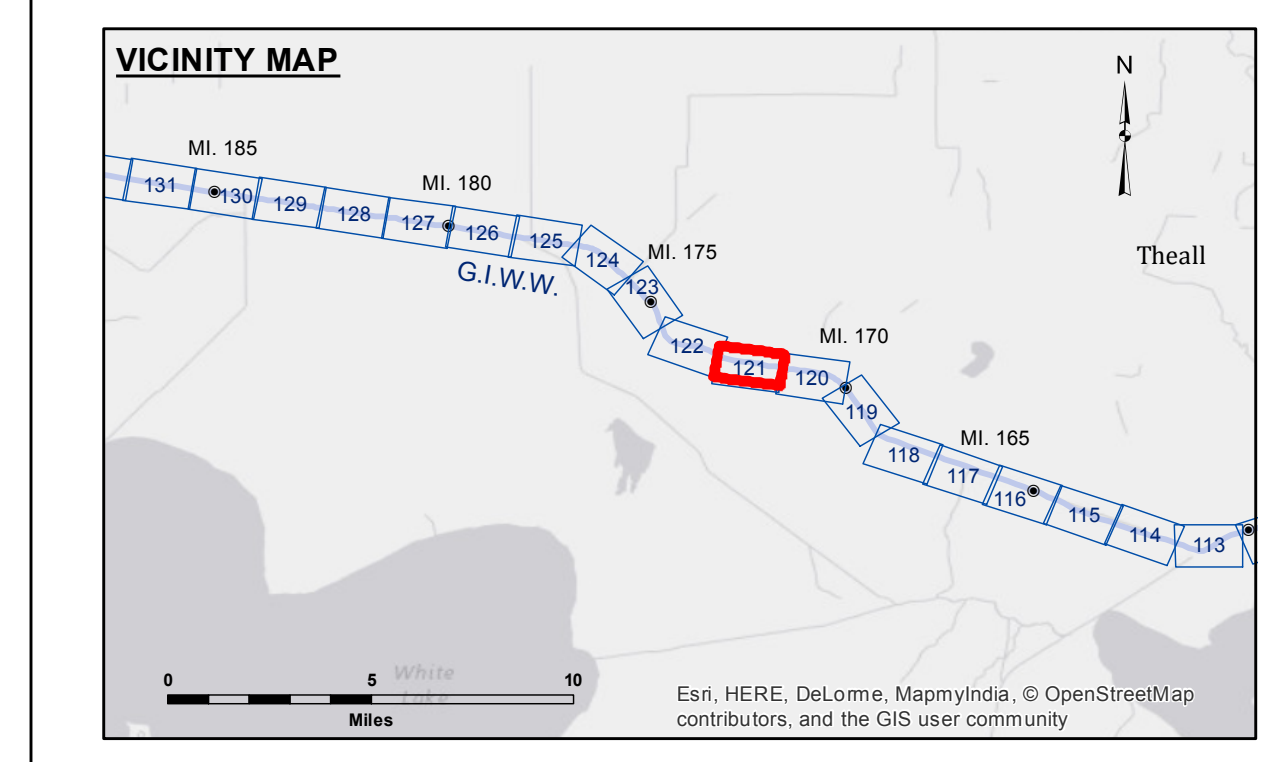 VICINITY MAP
N
MI. 185
131
130
129
128
MI. 180
127
126
125
G.I.W.W.
124
MI. 175
123
Theall
122
121
MI. 170
120
119
MI. 165
118
117
116
115
114
113
White
Lake
0 5 10
Miles
Esri, HERE, DeLorme, MapmyIndia, © OpenStreetMap
contributors, and the GIS user community